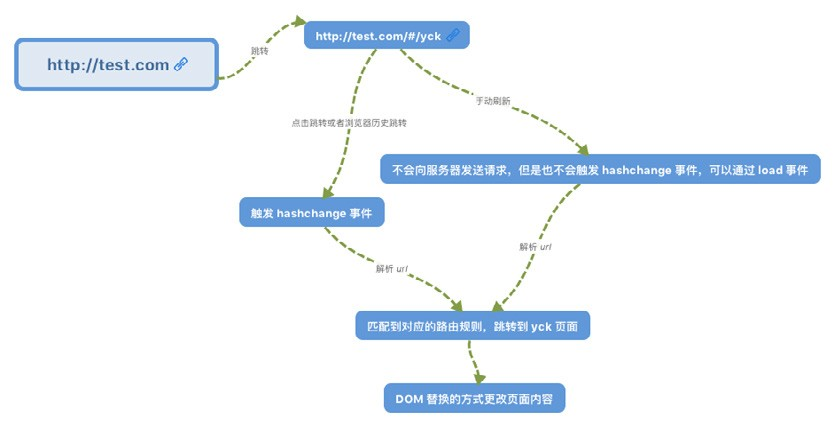 http://test.com/#/yck
http://test.com
跳转
手动刷新
点击跳转或者浏览器历史跳转
不会向服务器发送请求，但是也不会触发 hashchange 事件，可以通过 load 事件
触发 hashchange 事件
解析 url
解析 url
匹配到对应的路由规则，跳转到 yck 页面
DOM 替换的方式更改页面内容